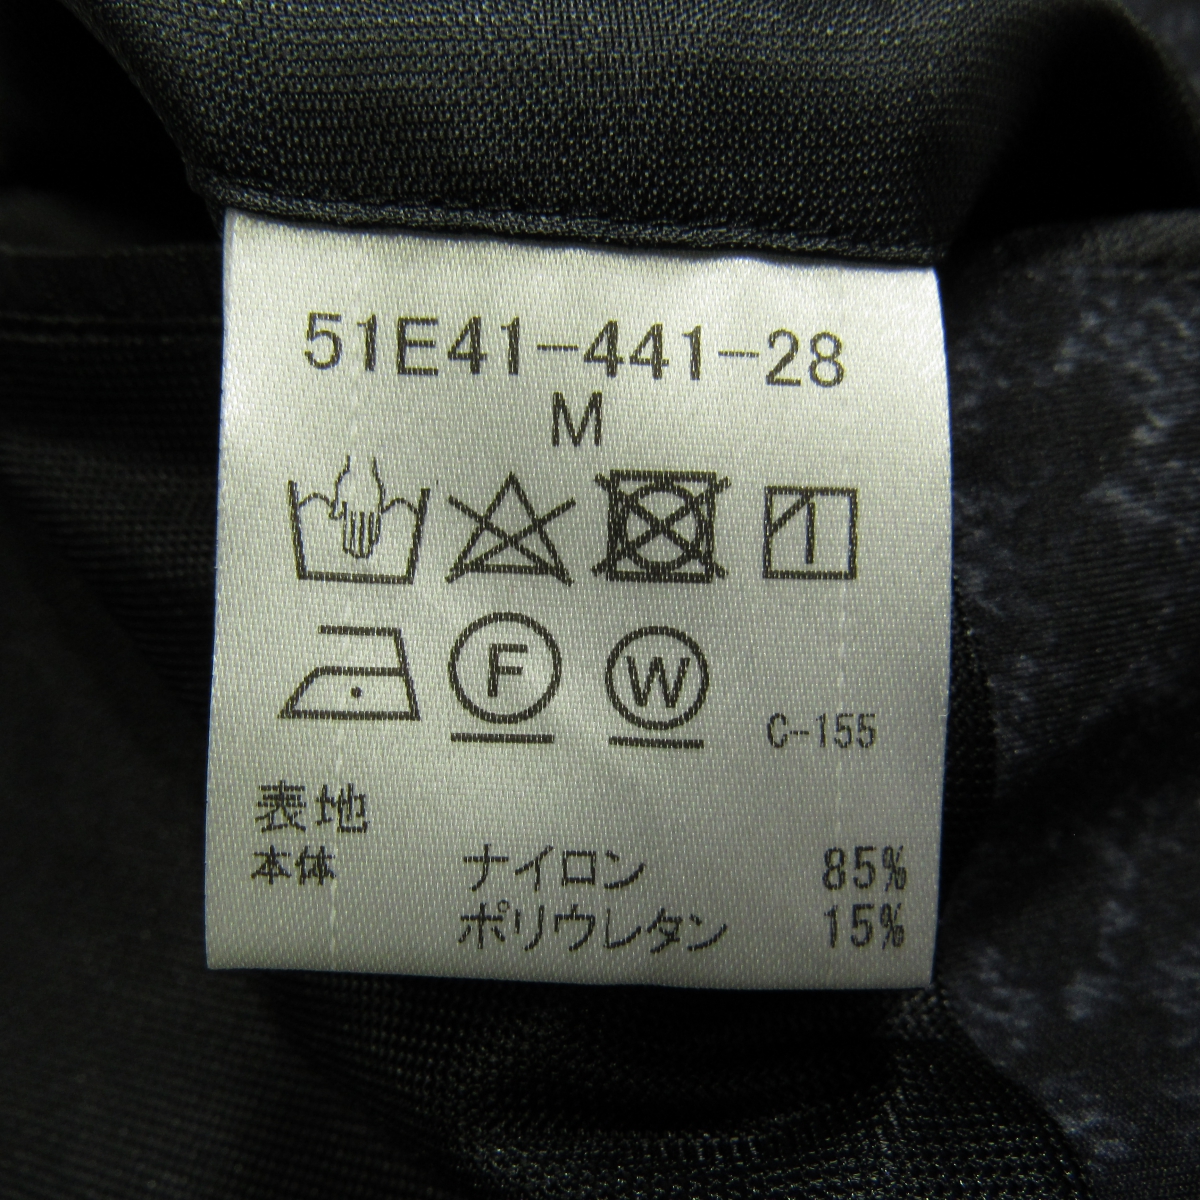 51E41-441-28
M
F W C-155
表地
本体 ナイロン 85%
ポリウレタン 15%